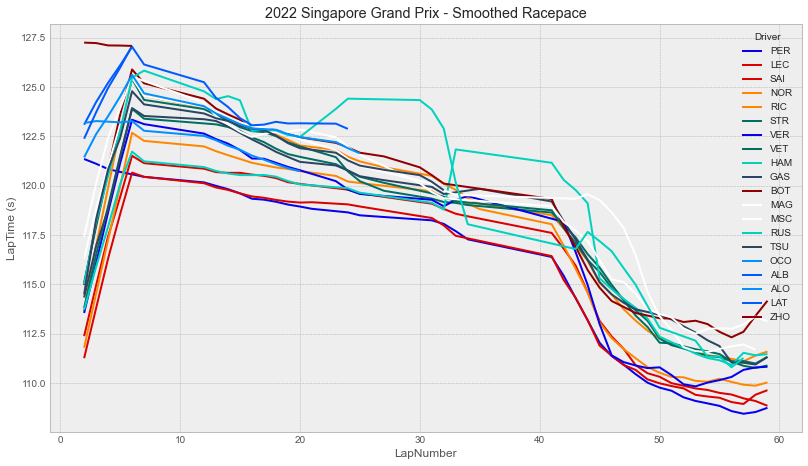 2022 Singapore Grand Prix - Smoothed Racepace
LapTime (s)
127.5
125.0
122.5
120.0
117.5
115.0
112.5
110.0
0 10 20 30 40 50 60
LapNumber
Driver
PER
LEC
SAI
NOR
RIC
STR
VER
VET
HAM
GAS
BOT
MAG
MSC
RUS
TSU
OCO
ALB
ALO
LAT
ZHO